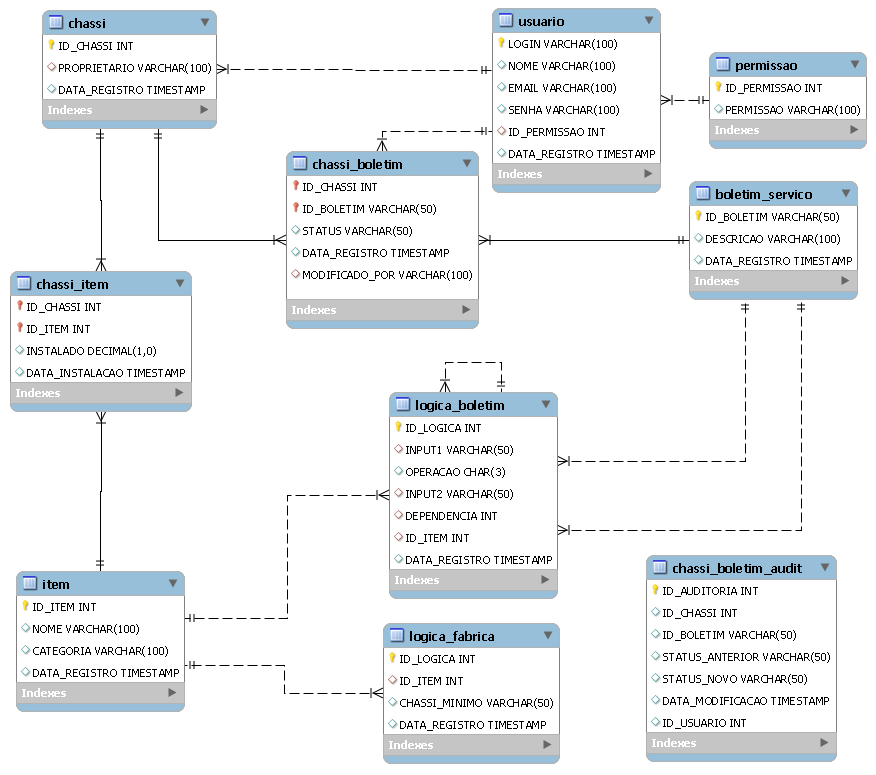 chassi
ID_CHASSI INT
PROPRIETARIO VARCHAR(100)
DATA_REGISTRO TIMESTAMP
Indexes
usuario
LOGIN VARCHAR(100)
NOME VARCHAR(100)
EMAIL VARCHAR(100)
SENHA VARCHAR(100)
ID_PERMISSAO INT
DATA_REGISTRO TIMESTAMP
Indexes
permissao
ID_PERMISSAO INT
PERMISSAO VARCHAR(100)
Indexes
chassi_boletim
ID_CHASSI INT
ID_BOLETIM VARCHAR(50)
STATUS VARCHAR(50)
DATA_REGISTRO TIMESTAMP
MODIFICADO_POR VARCHAR(100)
Indexes
boletim_servico
ID_BOLETIM VARCHAR(50)
DESCRICAO VARCHAR(100)
DATA_REGISTRO TIMESTAMP
Indexes
chassi_item
ID_CHASSI INT
ID_ITEM INT
INSTALADO DECIMAL(1,0)
DATA_INSTALACAO TIMESTAMP
Indexes
logica_boletim
ID_LOGICA INT
INPUT1 VARCHAR(50)
OPERACAO CHAR(3)
INPUT2 VARCHAR(50)
DEPENDENCIA INT
ID_ITEM INT
DATA_REGISTRO TIMESTAMP
Indexes
item
ID_ITEM INT
NOME VARCHAR(100)
CATEGORIA VARCHAR(100)
DATA_REGISTRO TIMESTAMP
Indexes
logica_fabrica
ID_LOGICA INT
ID_ITEM INT
CHASSI_MINIMO VARCHAR(50)
DATA_REGISTRO TIMESTAMP
Indexes
chassi_boletim_audit
ID_AUDITORIA INT
ID_CHASSI INT
ID_BOLETIM VARCHAR(50)
STATUS_ANTERIOR VARCHAR(50)
STATUS_NOVO VARCHAR(50)
DATA_MODIFICACAO TIMESTAMP
ID_USUARIO INT
Indexes